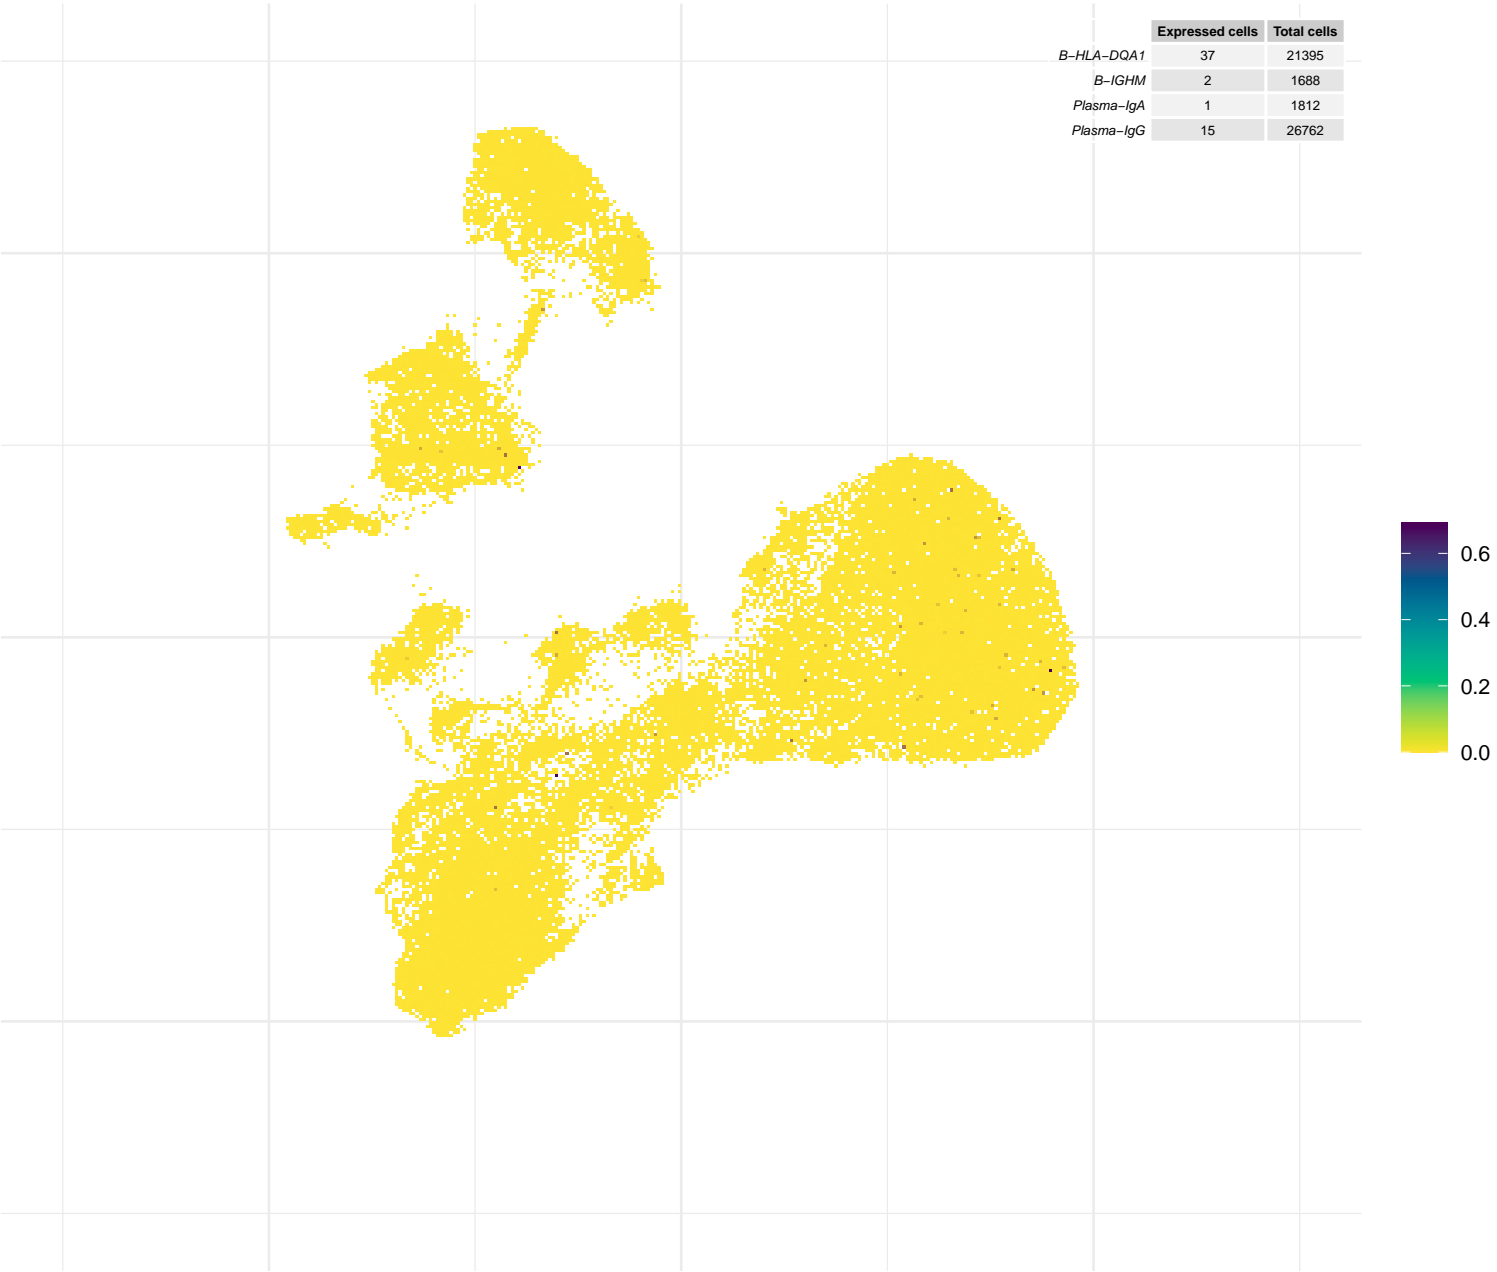 Expressed cells Total cells
B−HLA−DQA1 37 21395
B−IGHM 2 1688
Plasma−IgA 1 1812
Plasma−IgG 15 26762
0.6
0.4
0.2
0.0